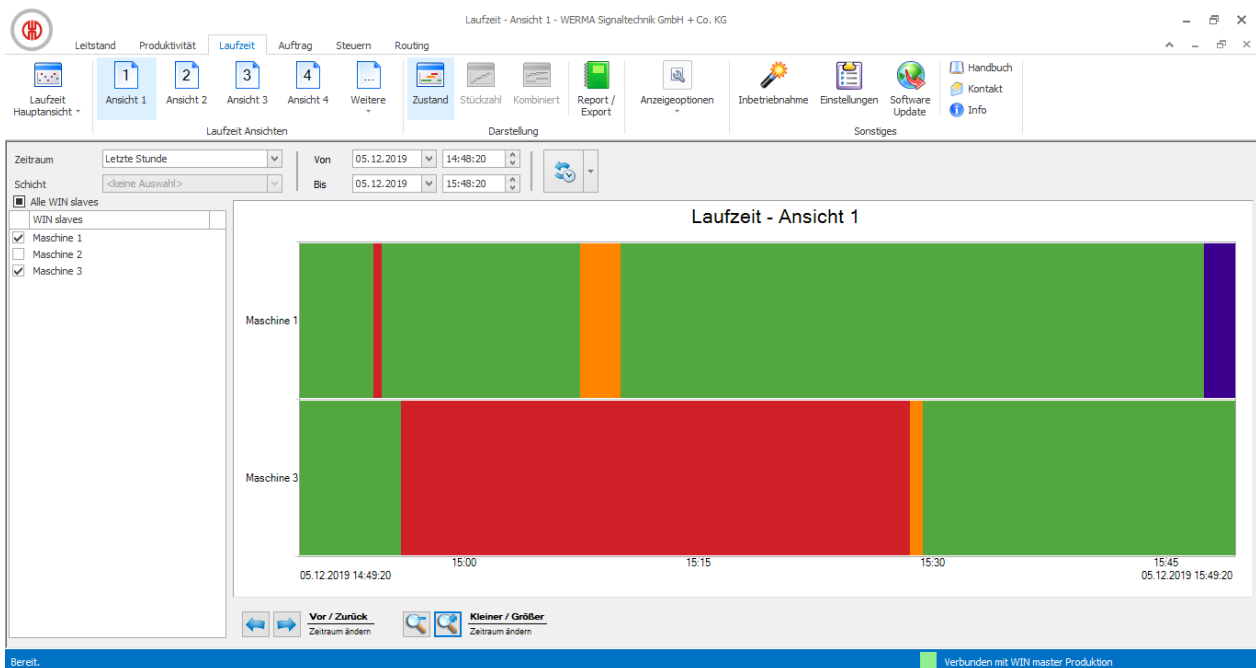 Laufzeit - Ansicht 1 - WERMA Signaltechnik GmbH + Co. KG
Leitstand Produktivität Laufzeit Auftrag Steuern Routing
Laufzeit Hauptansicht
1 Ansicht 1
2 Ansicht 2
3 Ansicht 3
4 Ansicht 4
... Weitere
Laufzeit Ansichten
Zustand Stückzahl Kombiniert
Darstellung
Report / Export
Anzeigeoptionen
Inbetriebnahme Einstellungen Software Update
Handbuch
Kontakt
Info
Sonstiges
Zeitraum Letzte Stunde Von 05.12.2019 14:48:20
Schicht <keine Auswahl> Bis 05.12.2019 15:48:20
Alle WIN slaves
WIN slaves
Maschine 1
Maschine 2
Maschine 3
Laufzeit - Ansicht 1
Maschine 1
Maschine 3
15:00 15:15 15:30 15:45
05.12.2019 14:49:20 05.12.2019 15:49:20
Vor / Zurück
Zeitraum ändern
Kleiner / Größer
Zeitraum ändern
Bereit. Verbunden mit WIN master Produktion